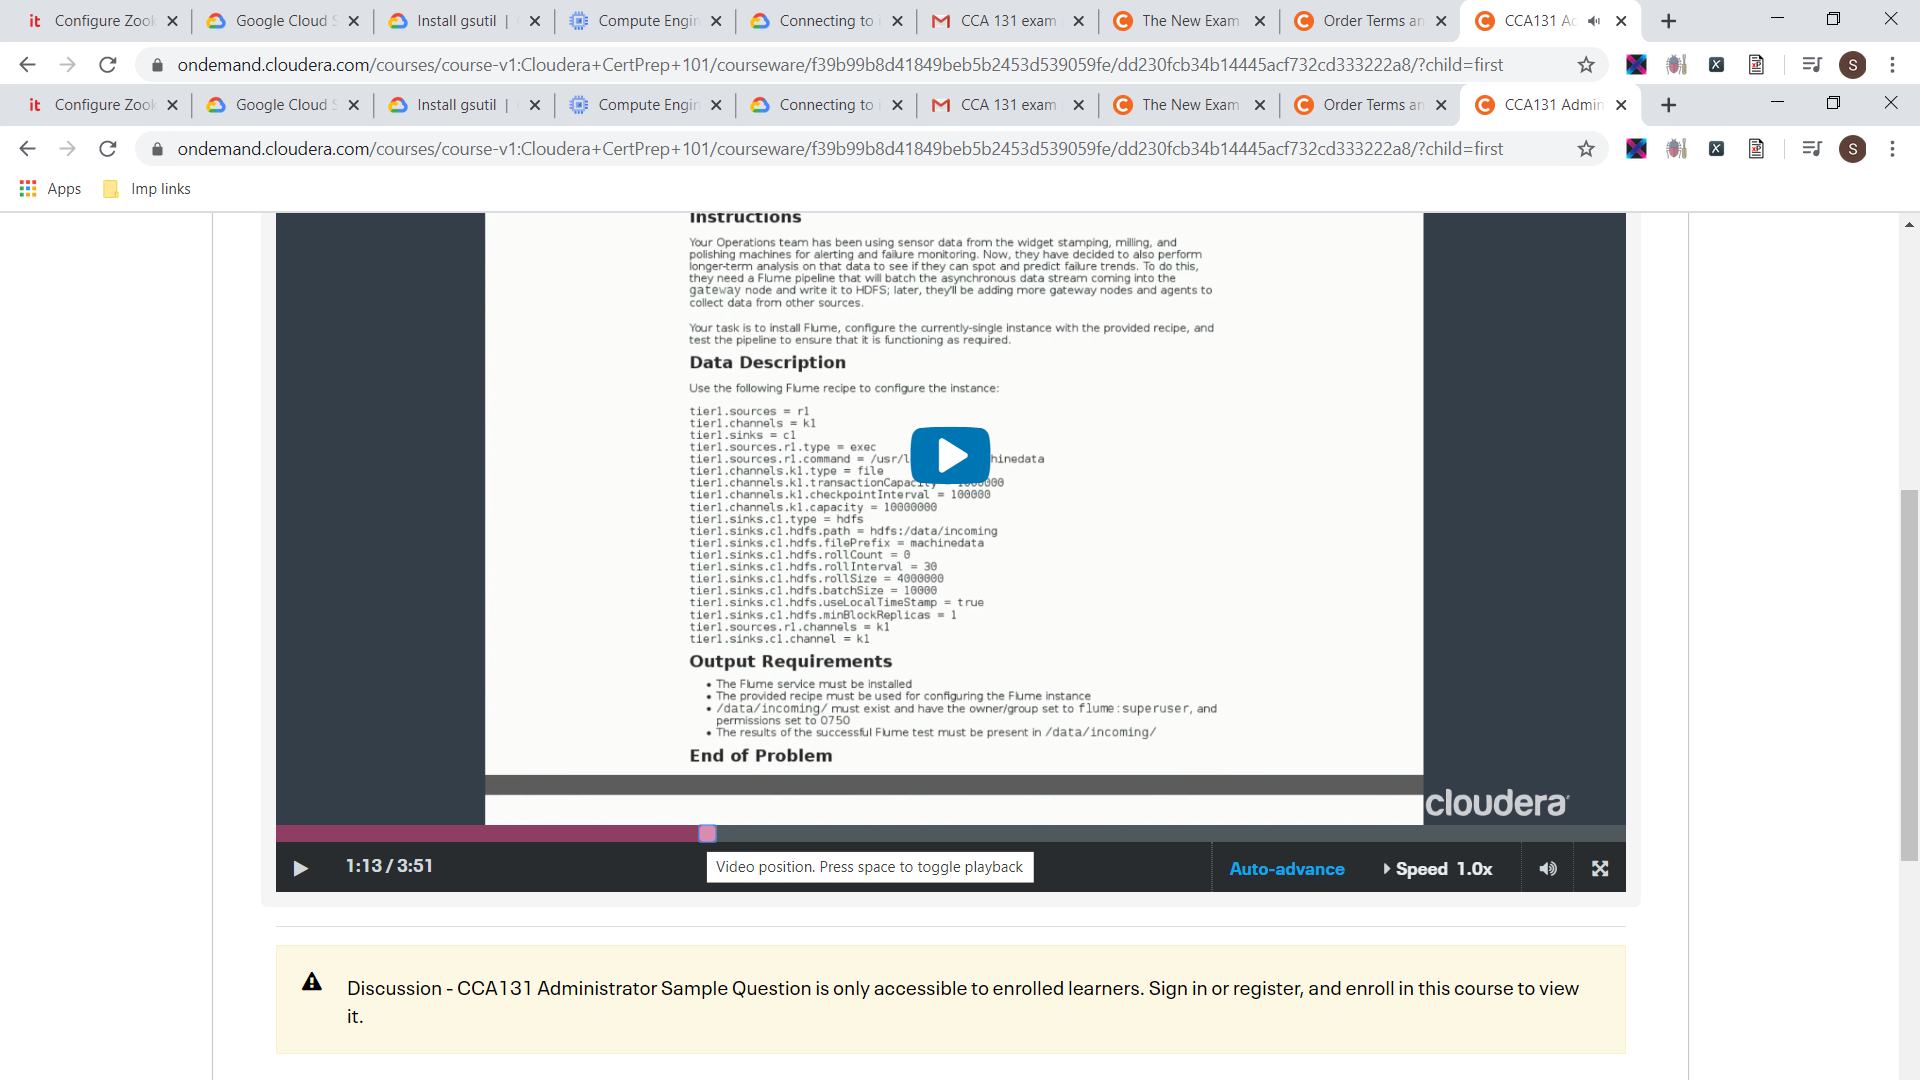 Configure Zook
Google Cloud S
Install gsutil |
Compute Engin
Connecting to i
CCA 131 exam
The New Exam
Order Terms an
CCA131 Ad
ondemand.cloudera.com/courses/course-v1:Cloudera+CertPrep+101/courseware/f39b99b8d41849beb5b2453d539059fe/dd230fcb34b14445acf732cd333222a8/?child=first
S
Configure Zook
Google Cloud S
Install gsutil |
Compute Engin
Connecting to i
CCA 131 exam
The New Exam
Order Terms an
CCA131 Admin
ondemand.cloudera.com/courses/course-v1:Cloudera+CertPrep+101/courseware/f39b99b8d41849beb5b2453d539059fe/dd230fcb34b14445acf732cd333222a8/?child=first
S
Apps
Imp links
Instructions
Your Operations team has been using sensor data from the widget stamping, milling, and
polishing machines for alerting and failure monitoring. Now, they have decided to also perform
longer-term analysis on that data to see if they can spot and predict failure trends. To do this,
they need a Flume pipeline that will batch the asynchronous data stream coming into the
gateway node and write it to HDFS; later, they'll be adding more gateway nodes and agents to
collect data from other sources.
Your task is to install Flume, configure the currently-single instance with the provided recipe, and
test the pipeline to ensure that it is functioning as required.
Data Description
Use the following Flume recipe to configure the instance:
tier1.sources = r1
tier1.channels = k1
tier1.sinks = c1
tier1.sources.r1.type = exec
tier1.sources.r1.command = /usr/l hinedata
tier1.channels.k1.type = file
tier1.channels.k1.transactionCapacity = 1000000
tier1.channels.k1.checkpointInterval = 100000
tier1.channels.k1.capacity = 10000000
tier1.sinks.c1.type = hdfs
tier1.sinks.c1.hdfs.path = hdfs:/data/incoming
tier1.sinks.c1.hdfs.filePrefix = machinedata
tier1.sinks.c1.hdfs.rollCount = 0
tier1.sinks.c1.hdfs.rollInterval = 30
tier1.sinks.c1.hdfs.rollSize = 4000000
tier1.sinks.c1.hdfs.batchSize = 10000
tier1.sinks.c1.hdfs.useLocalTimeStamp = true
tier1.sinks.c1.hdfs.minBlockReplicas = 1
tier1.sources.r1.channels = k1
tier1.sinks.c1.channel = k1
Output Requirements
• The Flume service must be installed
• The provided recipe must be used for configuring the Flume instance
• /data/incoming/ must exist and have the owner/group set to flume:superuser, and
permissions set to 0750
• The results of the successful Flume test must be present in /data/incoming/
End of Problem
cloudera
1:13 / 3:51
Video position. Press space to toggle playback
Auto-advance
Speed 1.0x
Discussion - CCA131 Administrator Sample Question is only accessible to enrolled learners. Sign in or register, and enroll in this course to view
it.